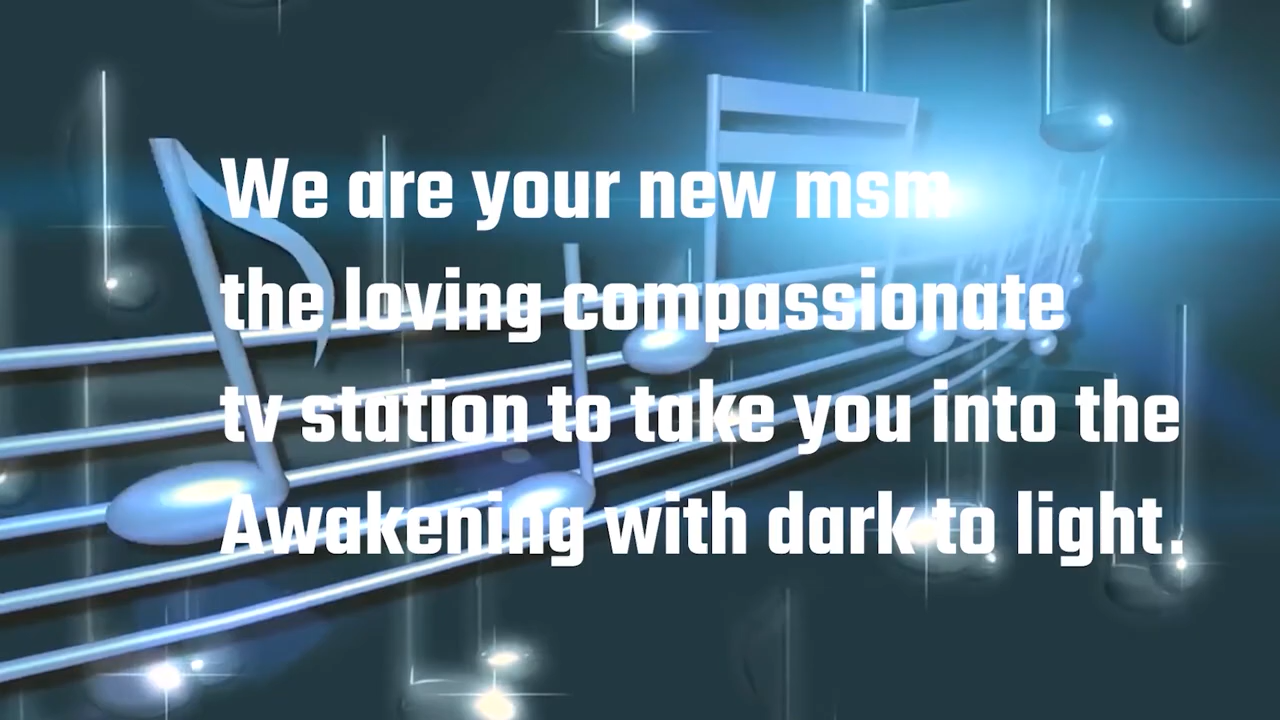 We are your new msm
the loving compassionate
tv station to take you into the
Awakening with dark to light.